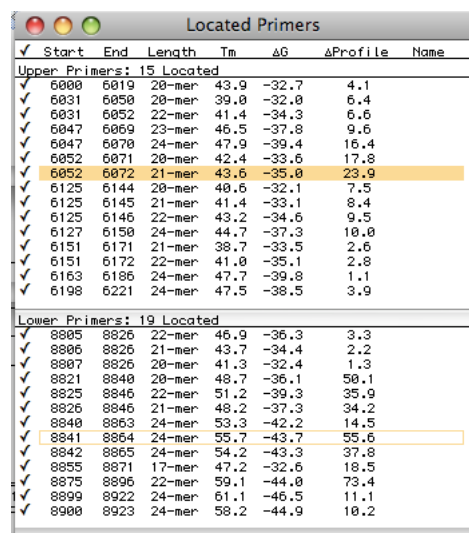 Located Primers
✓ Start End Length Tm ΔG ΔProfile Name
Upper Primers: 15 Located
✓ 6000 6019 20-mer 43.9 -32.7 4.1
✓ 6031 6050 20-mer 39.0 -32.0 6.4
✓ 6031 6052 22-mer 41.4 -34.3 6.6
✓ 6047 6069 23-mer 46.5 -37.8 9.6
✓ 6047 6070 24-mer 47.9 -39.4 16.4
✓ 6052 6071 20-mer 42.4 -33.6 17.8
✓ 6052 6072 21-mer 43.6 -35.0 23.9
✓ 6125 6144 20-mer 40.6 -32.1 7.5
✓ 6125 6145 21-mer 41.4 -33.1 8.4
✓ 6125 6146 22-mer 43.2 -34.6 9.5
✓ 6127 6150 24-mer 44.7 -37.3 10.0
✓ 6151 6171 21-mer 38.7 -33.5 2.6
✓ 6151 6172 22-mer 41.0 -35.1 2.8
✓ 6163 6186 24-mer 47.7 -39.8 1.1
✓ 6198 6221 24-mer 47.5 -38.5 3.9
Lower Primers: 19 Located
✓ 8805 8826 22-mer 46.9 -36.3 3.3
✓ 8806 8826 21-mer 43.7 -34.4 2.2
✓ 8807 8826 20-mer 41.3 -32.4 1.3
✓ 8821 8840 20-mer 48.7 -36.1 50.1
✓ 8825 8846 22-mer 51.2 -39.3 35.9
✓ 8826 8846 21-mer 48.2 -37.3 34.2
✓ 8840 8863 24-mer 53.3 -42.2 14.5
✓ 8841 8864 24-mer 55.7 -43.7 55.6
✓ 8842 8865 24-mer 54.2 -43.3 37.8
✓ 8855 8871 17-mer 47.2 -32.6 18.5
✓ 8875 8896 22-mer 59.1 -44.0 73.4
✓ 8899 8922 24-mer 61.1 -46.5 11.1
✓ 8900 8923 24-mer 58.2 -44.9 10.2